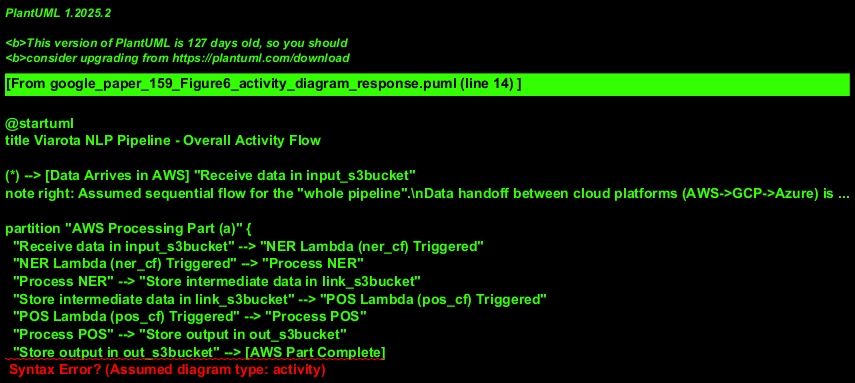 PlantUML 1.2025.2
<b>This version of PlantUML is 127 days old, so you should
<b>consider upgrading from https://plantuml.com/download
[From google_paper_159_Figure6_activity_diagram_response.puml (line 14) ]
@startuml
title Viarota NLP Pipeline - Overall Activity Flow
(*) --> [Data Arrives in AWS] "Receive data in input_s3bucket"
note right: Assumed sequential flow for the "whole pipeline".\nData handoff between cloud platforms (AWS->GCP->Azure) is ...
partition "AWS Processing Part (a)" {
"Receive data in input_s3bucket" --> "NER Lambda (ner_cf) Triggered"
"NER Lambda (ner_cf) Triggered" --> "Process NER"
"Process NER" --> "Store intermediate data in link_s3bucket"
"Store intermediate data in link_s3bucket" --> "POS Lambda (pos_cf) Triggered"
"POS Lambda (pos_cf) Triggered" --> "Process POS"
"Process POS" --> "Store output in out_s3bucket"
"Store output in out_s3bucket" --> [AWS Part Complete]
Syntax Error? (Assumed diagram type: activity)